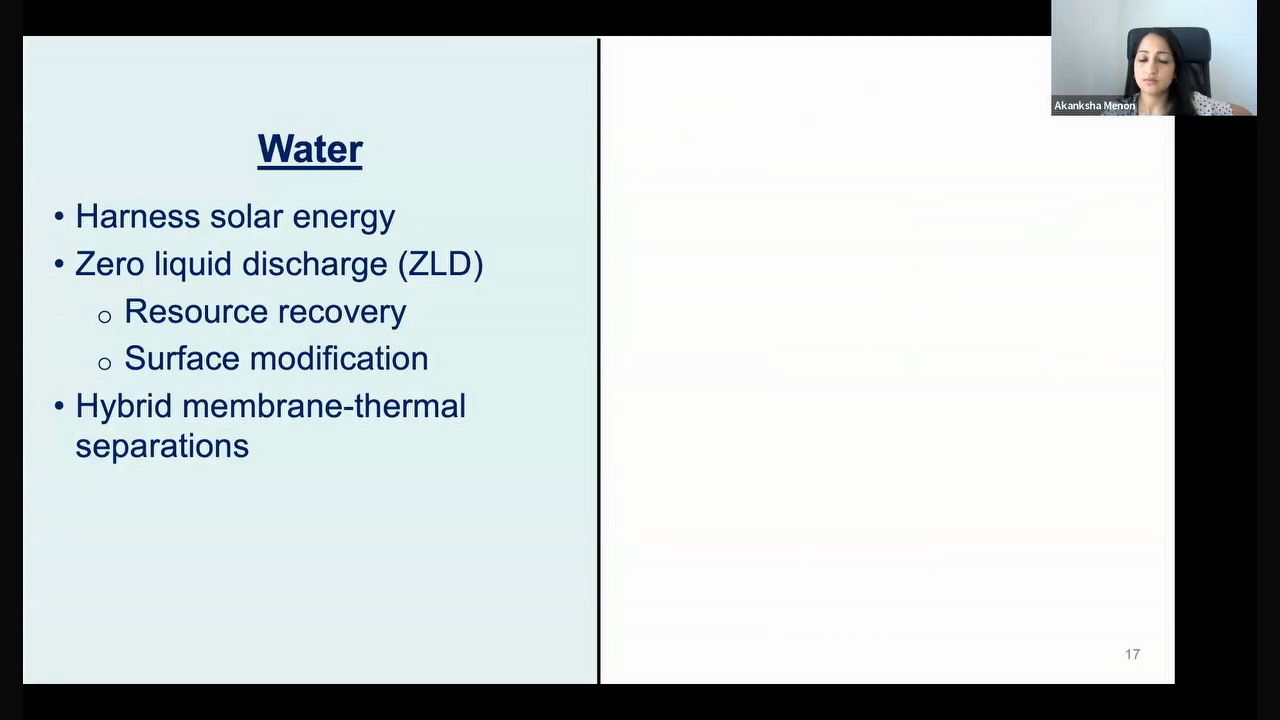 Water
• Harness solar energy
• Zero liquid discharge (ZLD)
o Resource recovery
o Surface modification
• Hybrid membrane-thermal
separations
Akanksha Menon
17